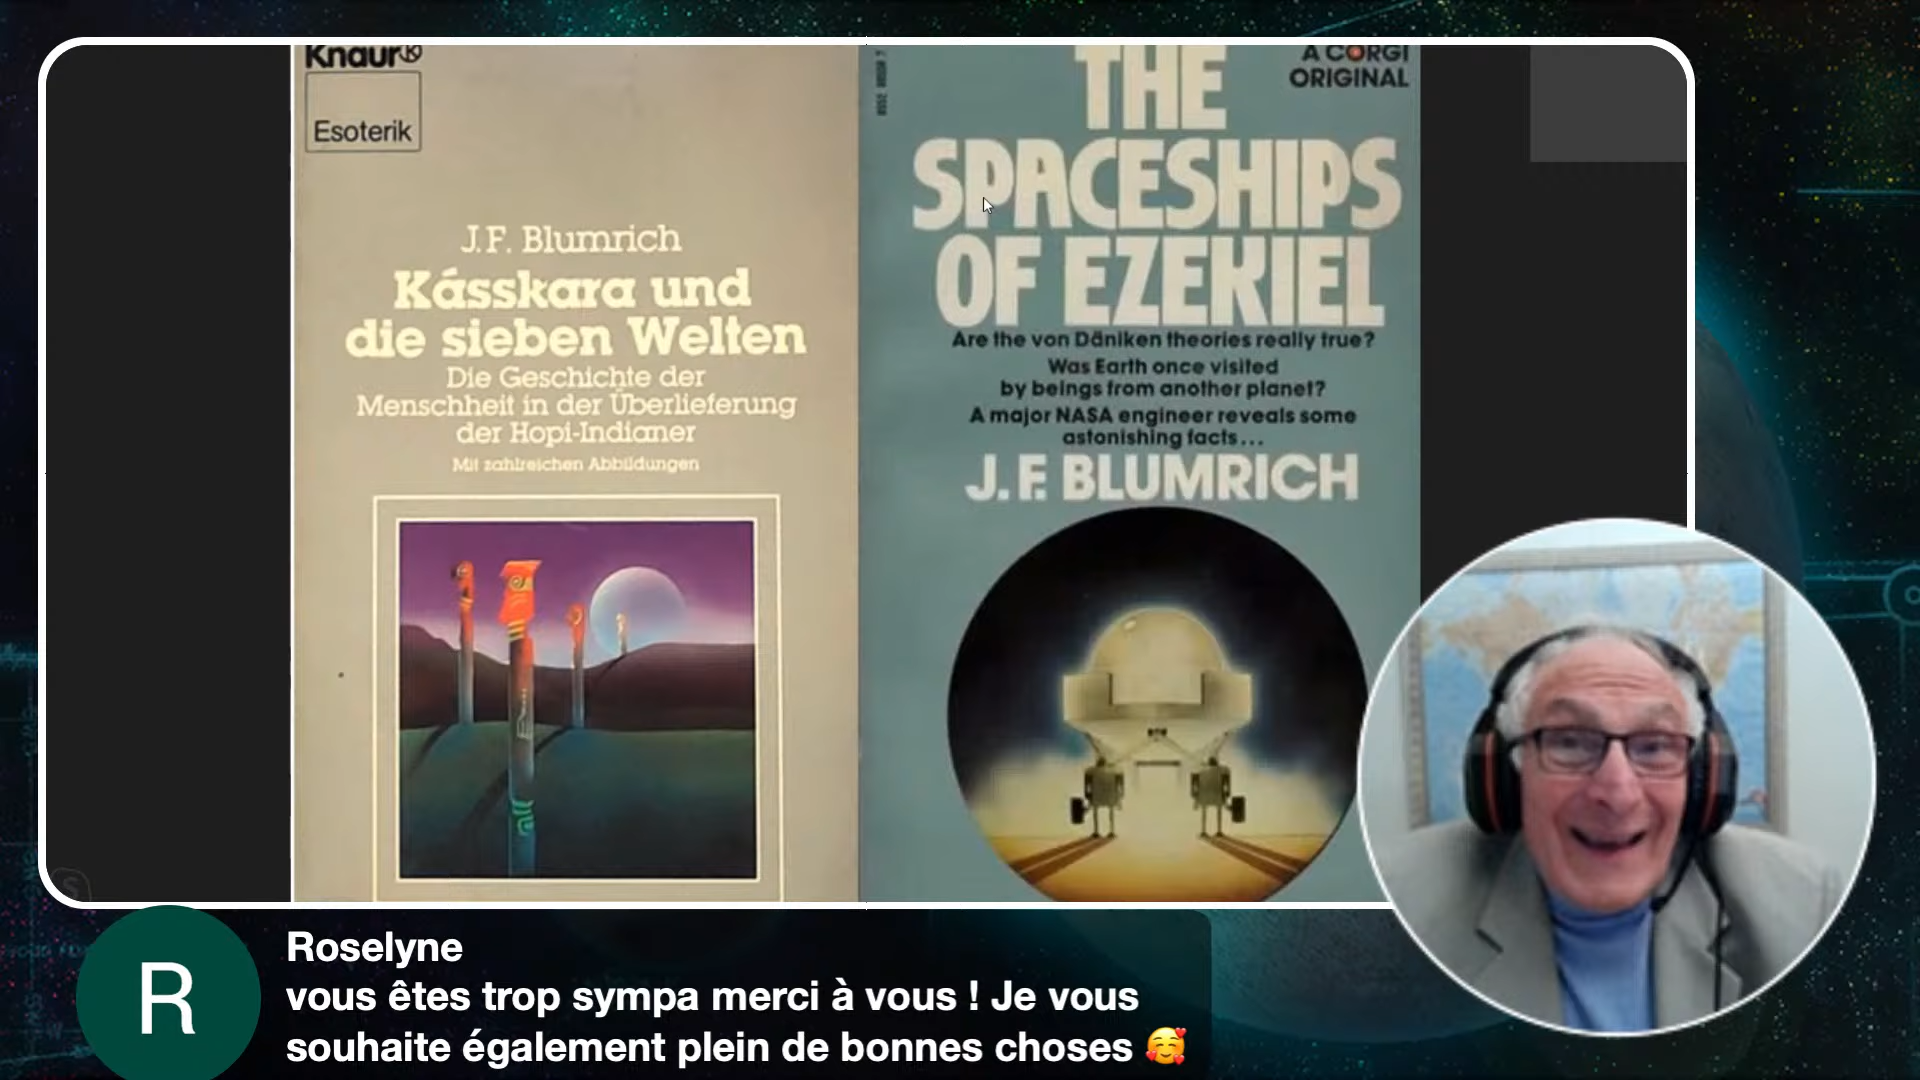 Knaur®
Esoterik
J.F. Blumrich
Kásskara und
die sieben Welten
Die Geschichte der
Menschheit in der Überlieferung
der Hopi-Indianer
Mit zahlreichen Abbildungen
A CORGI
ORIGINAL
THE
SPACESHIPS
OF EZEKIEL
Are the von Däniken theories really true?
Was Earth once visited
by beings from another planet?
A major NASA engineer reveals some
astonishing facts...
J.F. BLUMRICH
R
Roselyne
vous êtes trop sympa merci à vous ! Je vous
souhaite également plein de bonnes choses 🥰